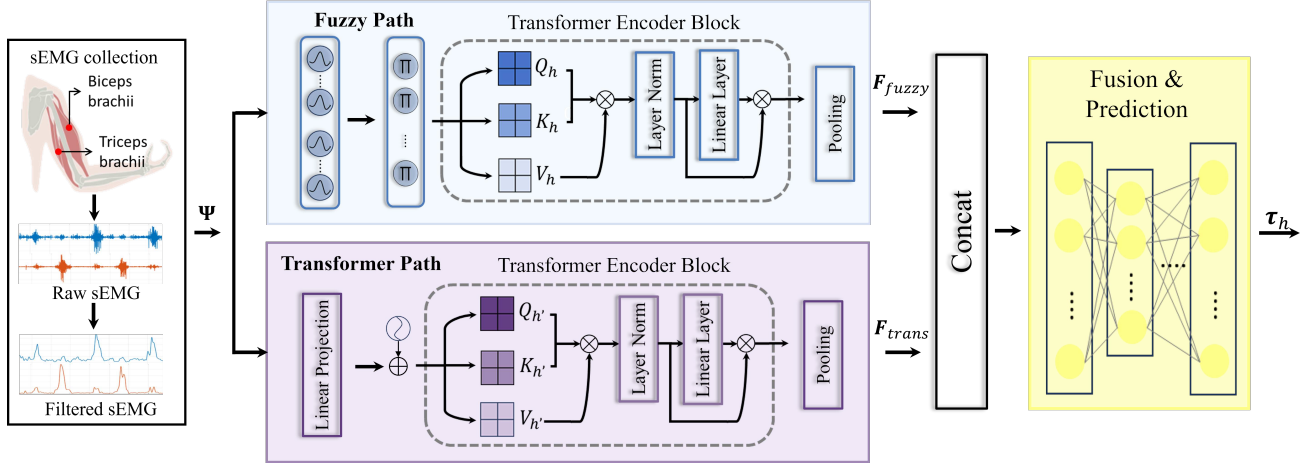 sEMG collection
Biceps
brachii
Triceps
brachii
Raw sEMG
Filtered sEMG
Ψ
Fuzzy Path
Transformer Encoder Block
Π
Π
Π
Q_h
K_h
V_h
Layer Norm
Linear Layer
Pooling
F_fuzzy
Transformer Path
Transformer Encoder Block
Linear Projection
Q_h'
K_h'
V_h'
Layer Norm
Linear Layer
Pooling
F_trans
Concat
Fusion &
Prediction
τ_h